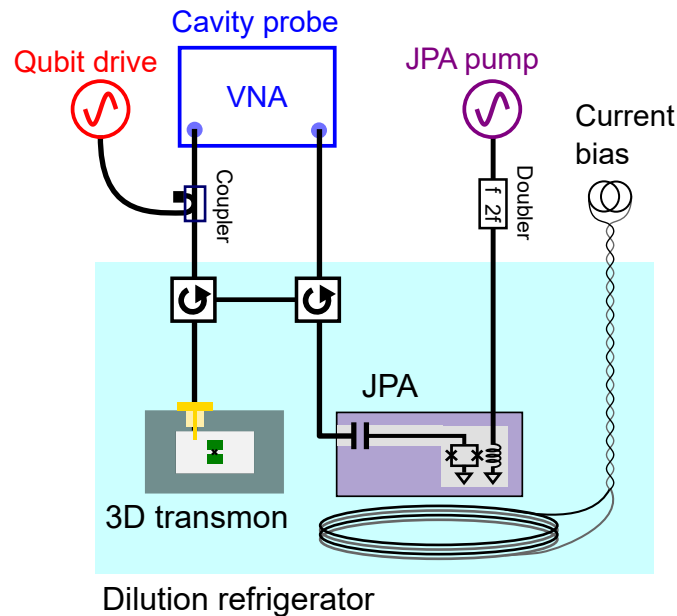 Cavity probe
Qubit drive
VNA
JPA pump
Current
bias
Coupler
f 2f
Doubler
JPA
3D transmon
Dilution refrigerator